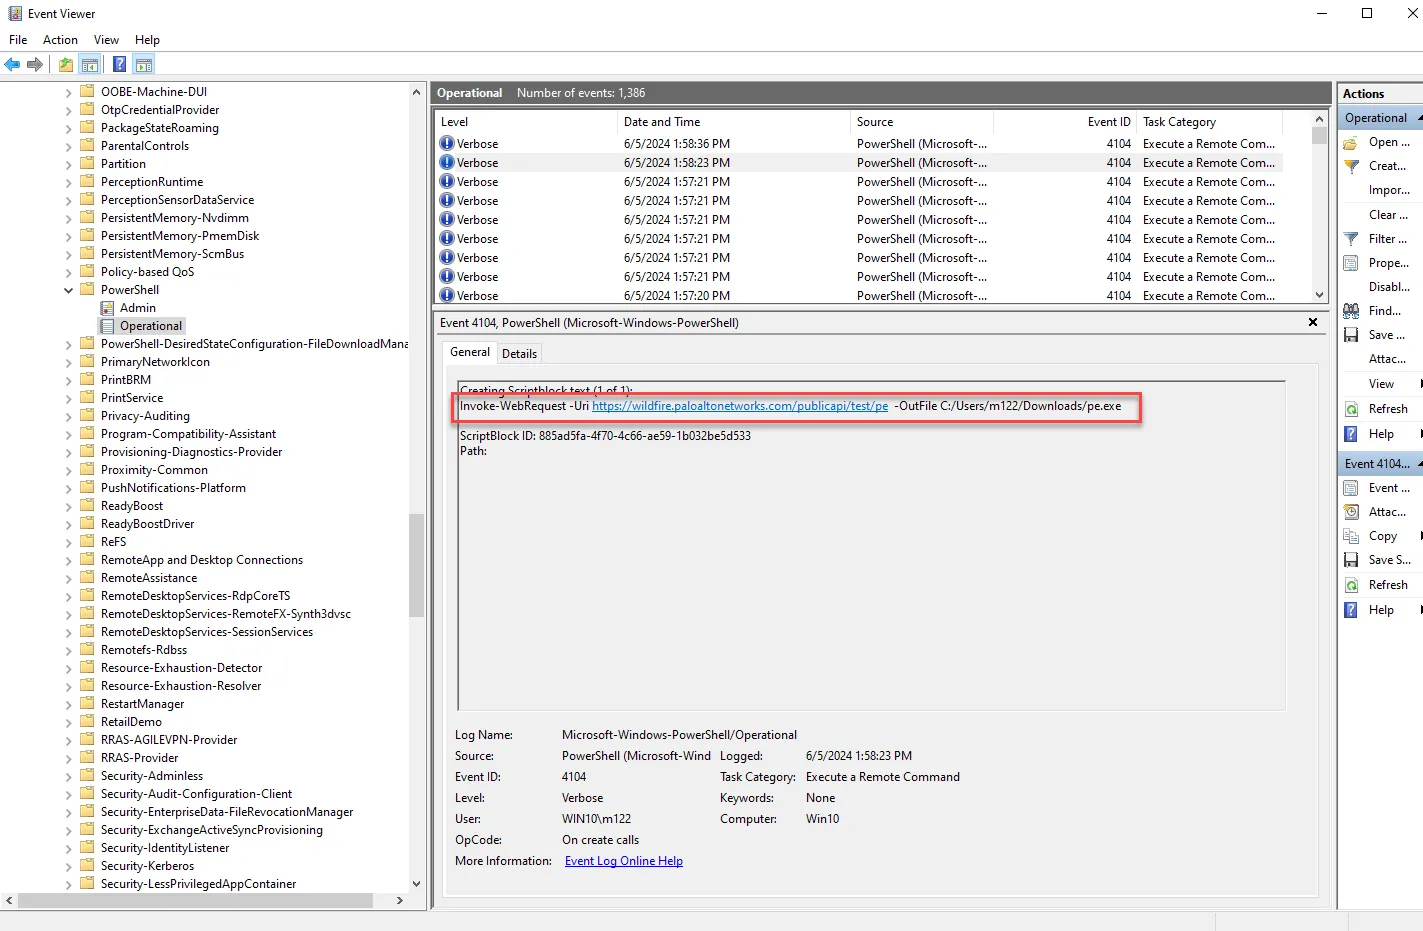 Event Viewer
File Action View Help
OOBE-Machine-DUI
OtpCredentialProvider
PackageStateRoaming
ParentalControls
Partition
PerceptionRuntime
PerceptionSensorDataService
PersistentMemory-Nvdimm
PersistentMemory-PmemDisk
PersistentMemory-ScmBus
Policy-based QoS
PowerShell
Admin
Operational
PowerShell-DesiredStateConfiguration-FileDownloadMana
PrimaryNetworkIcon
PrintBRM
PrintService
Privacy-Auditing
Program-Compatibility-Assistant
Provisioning-Diagnostics-Provider
Proximity-Common
PushNotifications-Platform
ReadyBoost
ReadyBoostDriver
ReFS
RemoteApp and Desktop Connections
RemoteAssistance
RemoteDesktopServices-RdpCoreTS
RemoteDesktopServices-RemoteFX-Synth3dvsc
RemoteDesktopServices-SessionServices
Remotefs-Rdbss
Resource-Exhaustion-Detector
Resource-Exhaustion-Resolver
RestartManager
RetailDemo
RRAS-AGILEVPN-Provider
RRAS-Provider
Security-Adminless
Security-Audit-Configuration-Client
Security-EnterpriseData-FileRevocationManager
Security-ExchangeActiveSyncProvisioning
Security-IdentityListener
Security-Kerberos
Security-LessPrivilegedAppContainer
Operational Number of events: 1,386
Level Date and Time Source Event ID Task Category
Verbose 6/5/2024 1:58:36 PM PowerShell (Microsoft-... 4104 Execute a Remote Com...
Verbose 6/5/2024 1:58:23 PM PowerShell (Microsoft-... 4104 Execute a Remote Com...
Verbose 6/5/2024 1:57:21 PM PowerShell (Microsoft-... 4104 Execute a Remote Com...
Verbose 6/5/2024 1:57:21 PM PowerShell (Microsoft-... 4104 Execute a Remote Com...
Verbose 6/5/2024 1:57:21 PM PowerShell (Microsoft-... 4104 Execute a Remote Com...
Verbose 6/5/2024 1:57:21 PM PowerShell (Microsoft-... 4104 Execute a Remote Com...
Verbose 6/5/2024 1:57:21 PM PowerShell (Microsoft-... 4104 Execute a Remote Com...
Verbose 6/5/2024 1:57:21 PM PowerShell (Microsoft-... 4104 Execute a Remote Com...
Verbose 6/5/2024 1:57:20 PM PowerShell (Microsoft-... 4104 Execute a Remote Com...
Event 4104, PowerShell (Microsoft-Windows-PowerShell)
General Details
Creating Scriptblock text (1 of 1):
Invoke-WebRequest -Uri https://wildfire.paloaltonetworks.com/publicapi/test/pe -OutFile C:/Users/m122/Downloads/pe.exe
ScriptBlock ID: 885ad5fa-4f70-4c66-ae59-1b032be5d533
Path:
Log Name: Microsoft-Windows-PowerShell/Operational
Source: PowerShell (Microsoft-Wind Logged: 6/5/2024 1:58:23 PM
Event ID: 4104 Task Category: Execute a Remote Command
Level: Verbose Keywords: None
User: WIN10\m122 Computer: Win10
OpCode: On create calls
More Information: Event Log Online Help
Actions
Operational
Open ...
Creat...
Impor...
Clear ...
Filter ...
Prope...
Disabl...
Find...
Save ...
Attac...
View
Refresh
Help
Event 4104...
Event ...
Attac...
Copy
Save S...
Refresh
Help